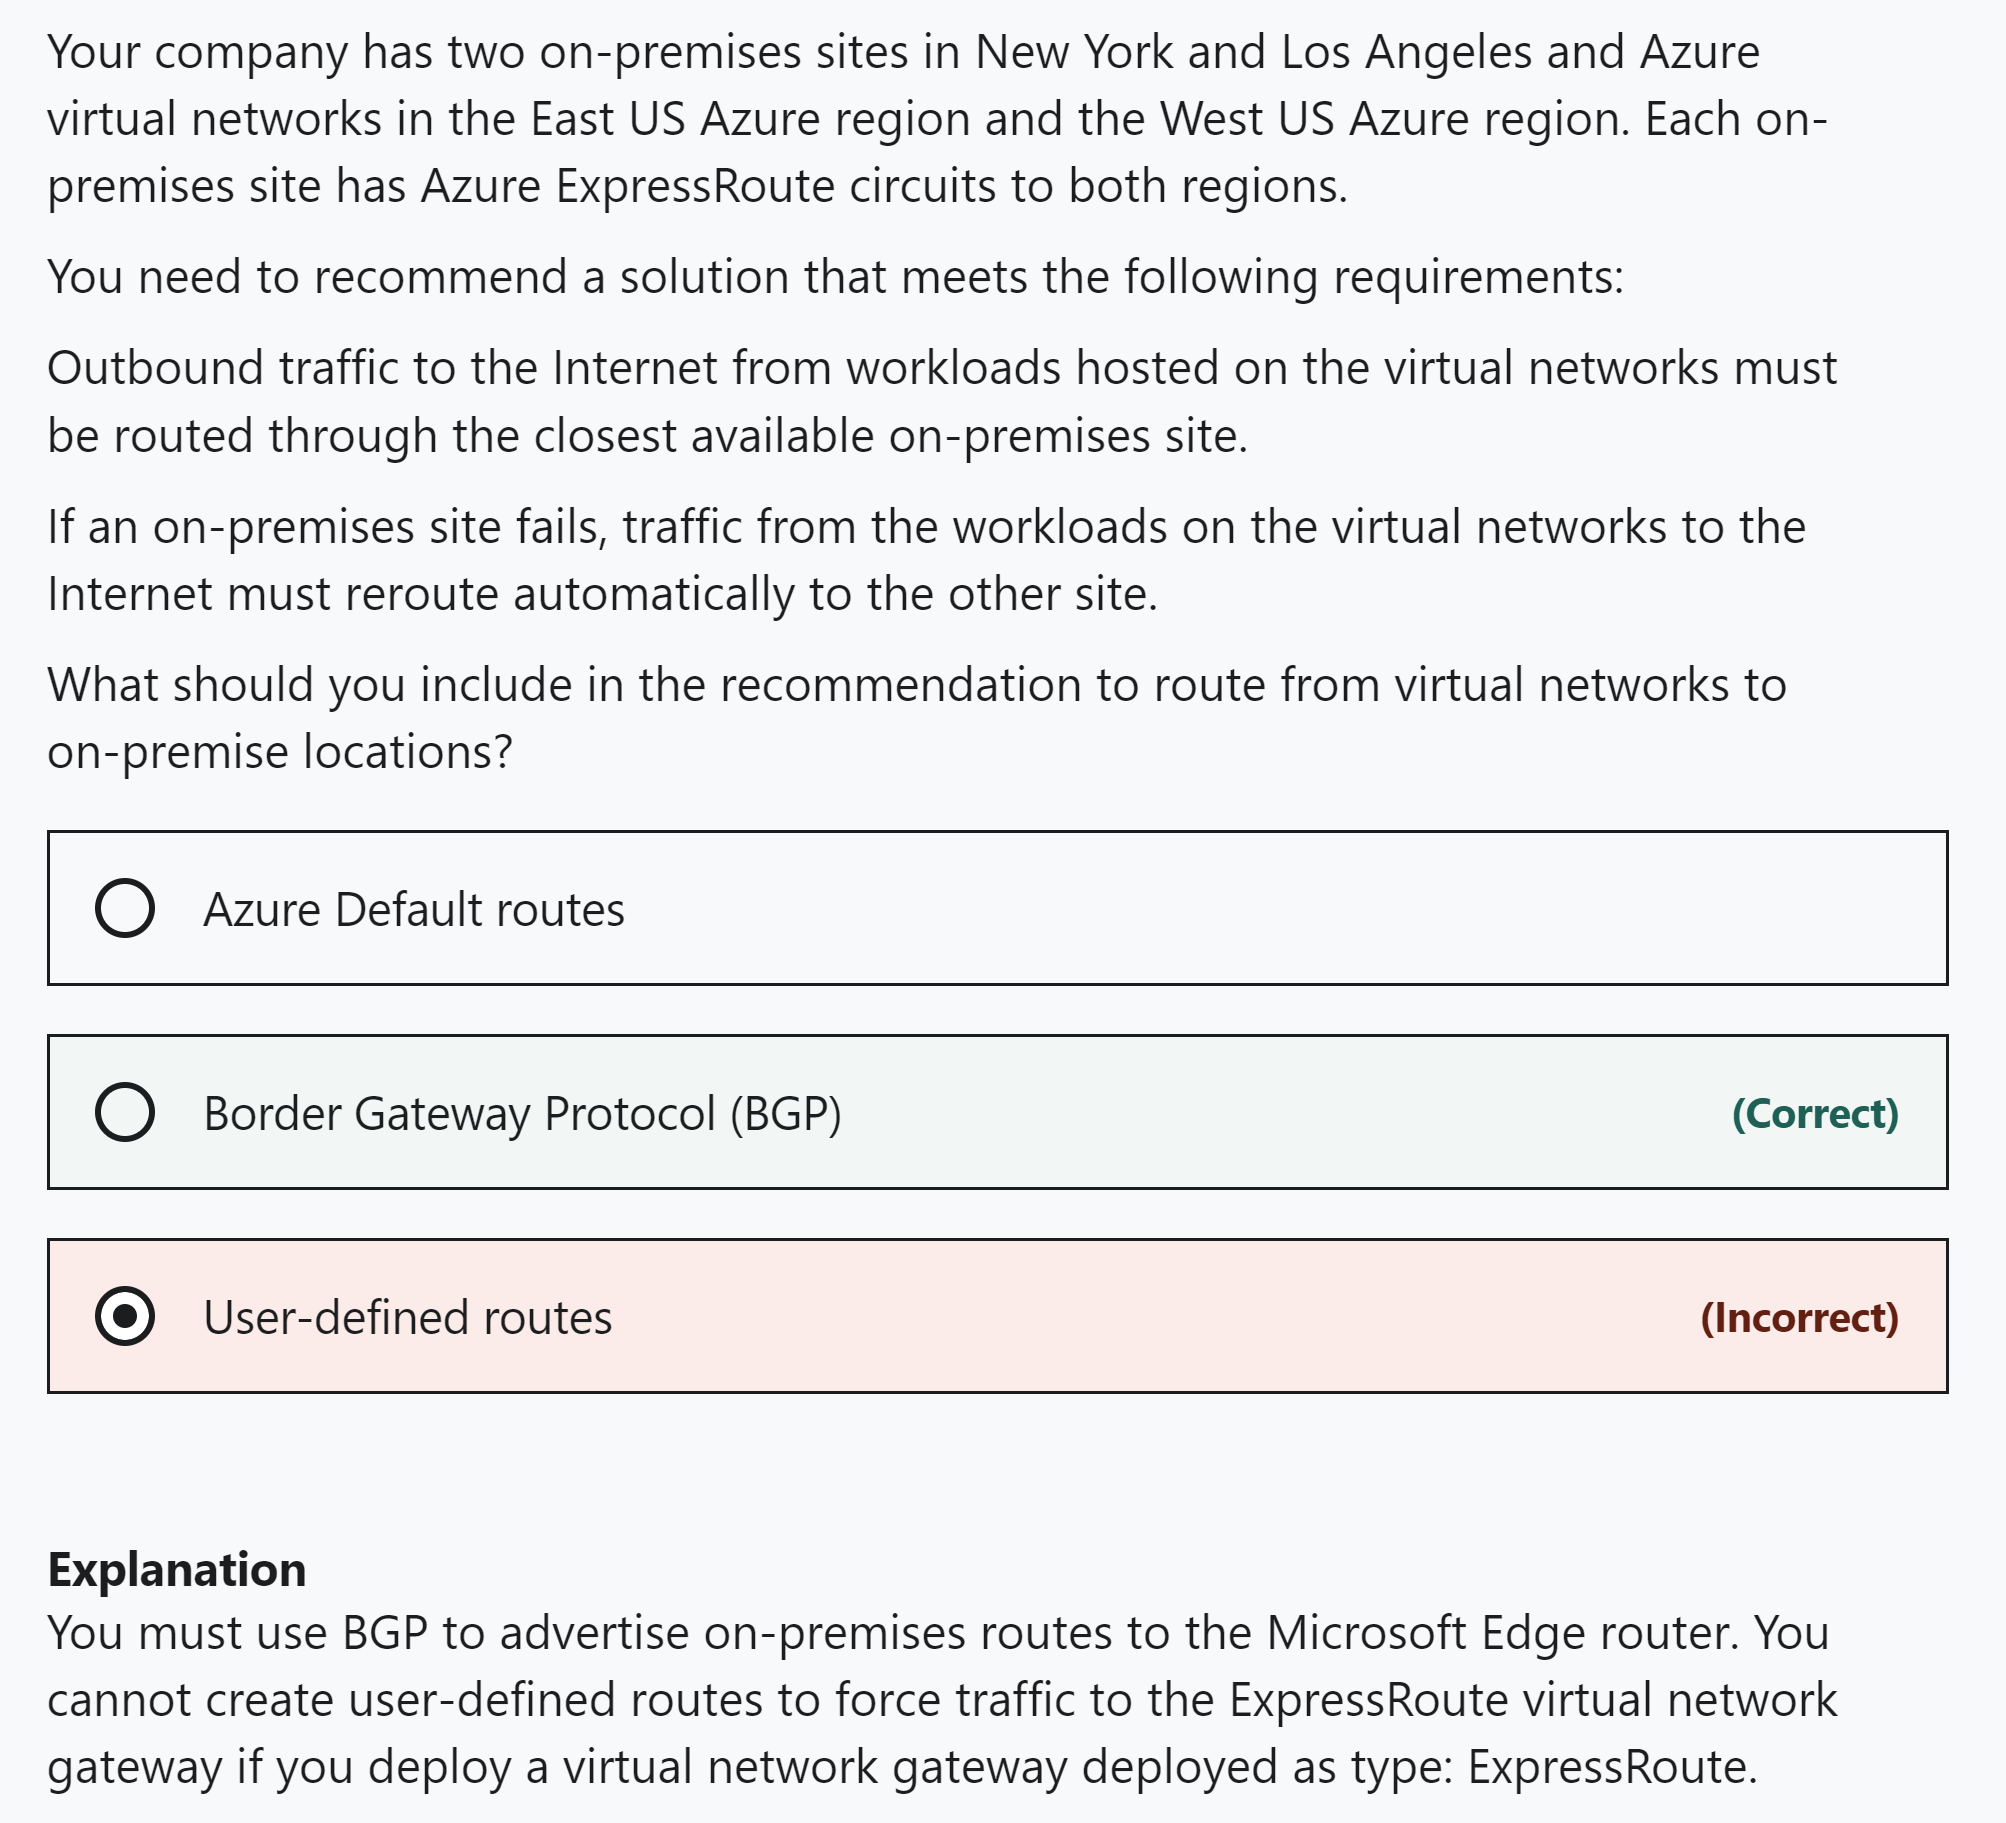 Your company has two on-premises sites in New York and Los Angeles and Azure
virtual networks in the East US Azure region and the West US Azure region. Each on-
premises site has Azure ExpressRoute circuits to both regions.
You need to recommend a solution that meets the following requirements:
Outbound traffic to the Internet from workloads hosted on the virtual networks must
be routed through the closest available on-premises site.
If an on-premises site fails, traffic from the workloads on the virtual networks to the
Internet must reroute automatically to the other site.
What should you include in the recommendation to route from virtual networks to
on-premise locations?
Azure Default routes
Border Gateway Protocol (BGP) (Correct)
User-defined routes (Incorrect)
Explanation
You must use BGP to advertise on-premises routes to the Microsoft Edge router. You
cannot create user-defined routes to force traffic to the ExpressRoute virtual network
gateway if you deploy a virtual network gateway deployed as type: ExpressRoute.